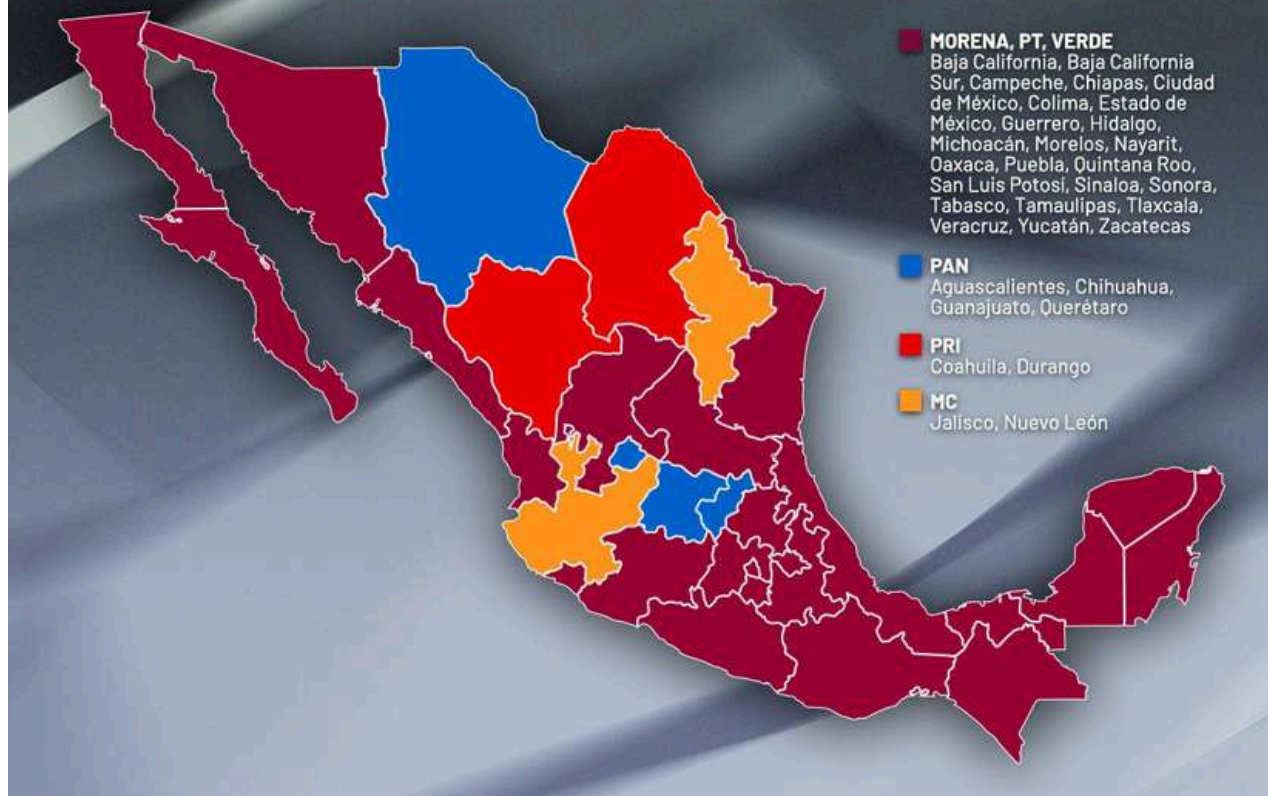 MORENA, PT, VERDE
Baja California, Baja California
Sur, Campeche, Chiapas, Ciudad
de México, Colima, Estado de
México, Guerrero, Hidalgo,
Michoacán, Morelos, Nayarit,
Oaxaca, Puebla, Quintana Roo,
San Luis Potosí, Sinaloa, Sonora,
Tabasco, Tamaulipas, Tlaxcala,
Veracruz, Yucatán, Zacatecas
PAN
Aguascalientes, Chihuahua,
Guanajuato, Querétaro
PRI
Coahuila, Durango
MC
Jalisco, Nuevo León